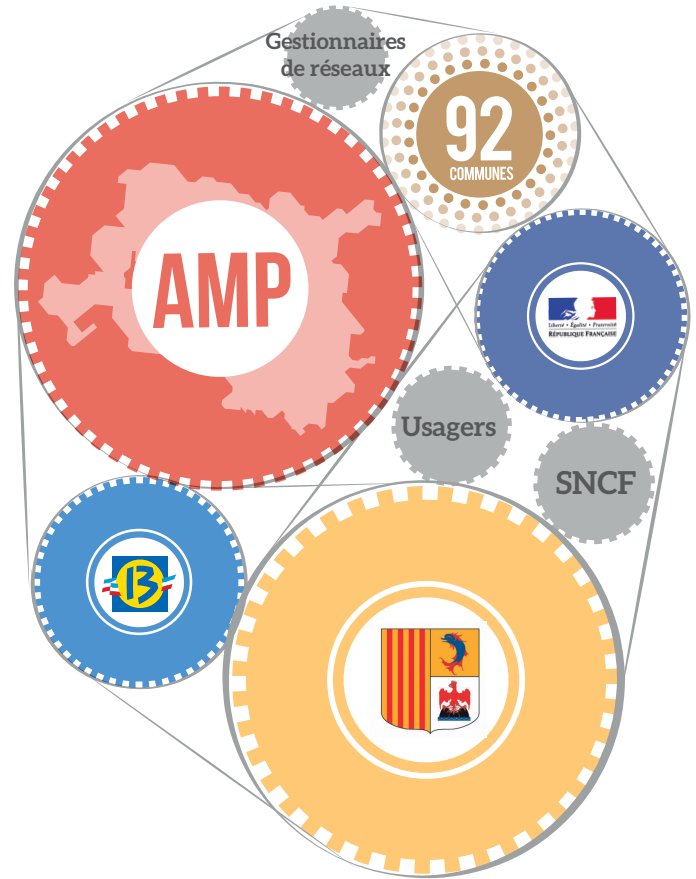 Gestionnaires
de réseaux
92
COMMUNES
AMP
Liberté • Égalité • Fraternité
RÉPUBLIQUE FRANÇAISE
Usagers
SNCF
13